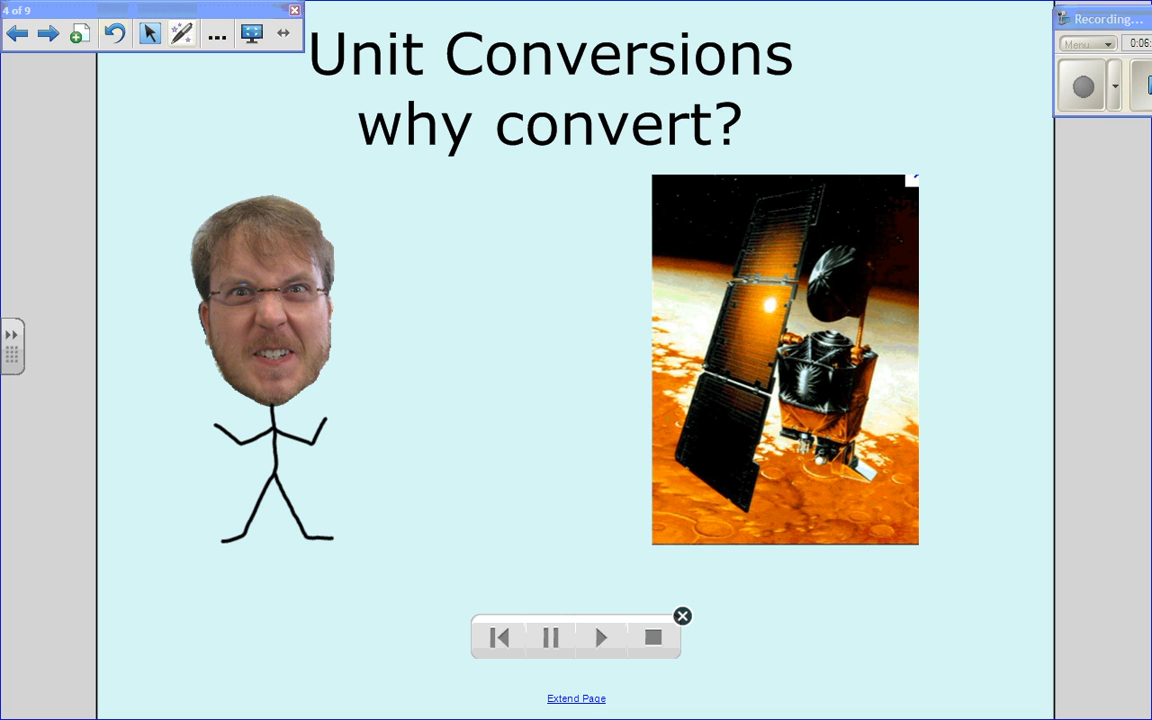 4 of 9
Recording...
Menu
0:06:
Unit Conversions
why convert?
Extend Page